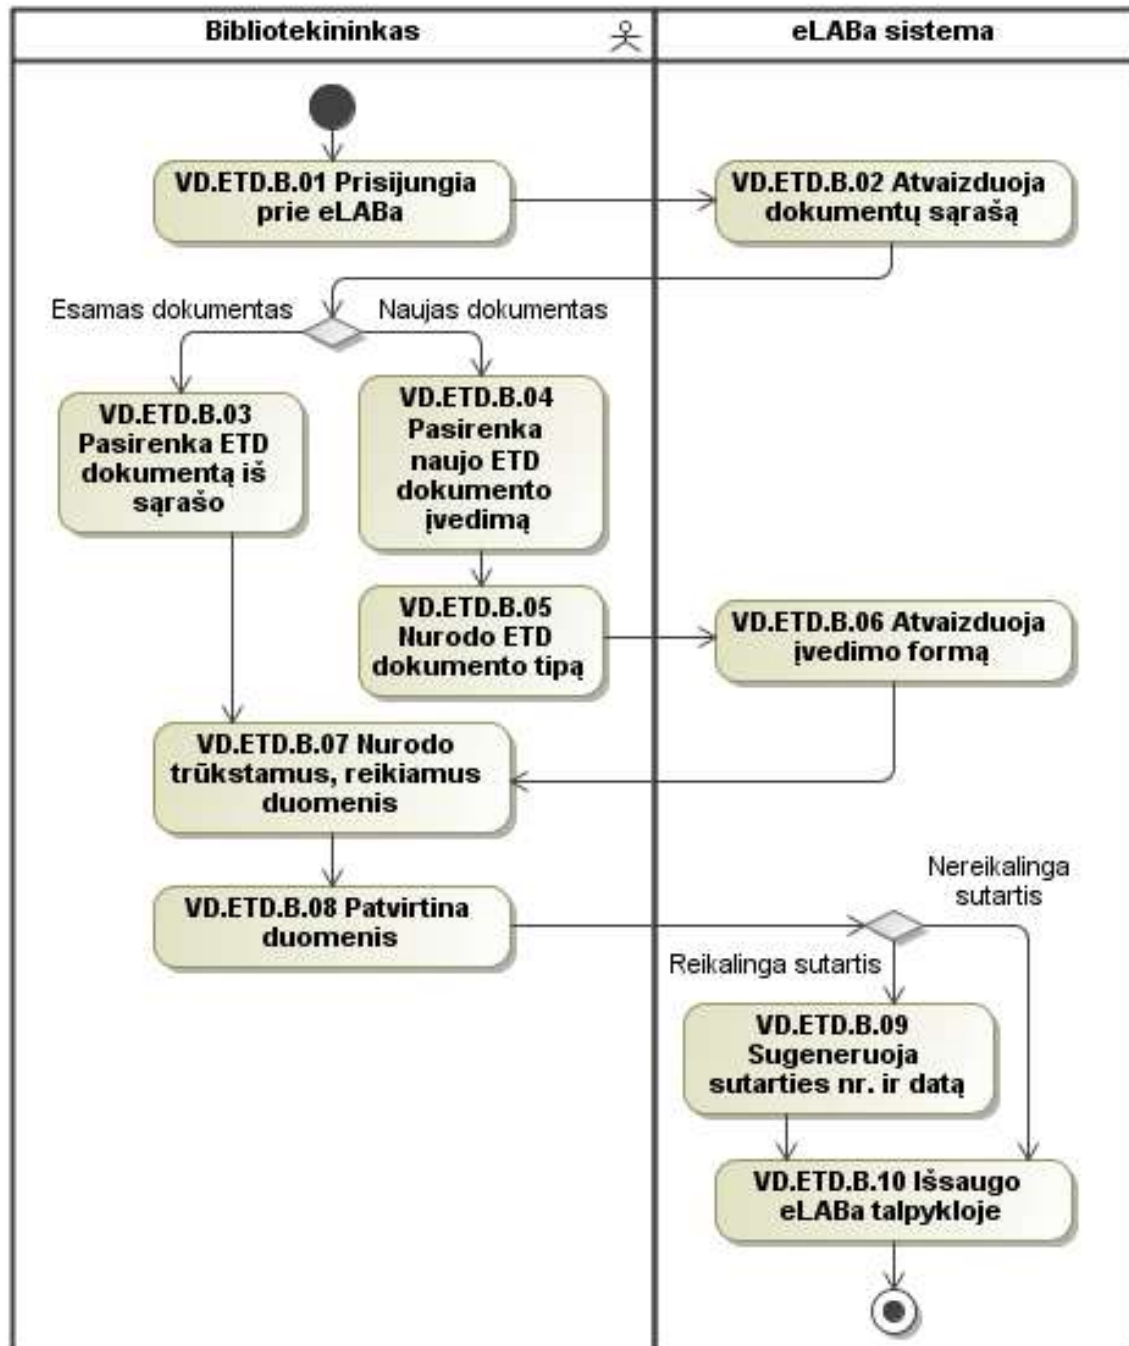 Bibliotekininkas
eLABa sistema
VD.ETD.B.01 Prisijungia
prie eLABa
VD.ETD.B.02 Atvaizduoja
dokumentų sąrašą
Esamas dokumentas
Naujas dokumentas
VD.ETD.B.03
Pasirenka ETD
dokumentą iš
sąrašo
VD.ETD.B.04
Pasirenka
naujo ETD
dokumento
įvedimą
VD.ETD.B.05
Nurodo ETD
dokumento tipą
VD.ETD.B.06 Atvaizduoja
įvedimo formą
VD.ETD.B.07 Nurodo
trūkstamus, reikiamus
duomenis
VD.ETD.B.08 Patvirtina
duomenis
Nereikalinga
sutartis
Reikalinga sutartis
VD.ETD.B.09
Sugeneruoja
sutarties nr. ir datą
VD.ETD.B.10 Išsaugo
eLABa talpykloje